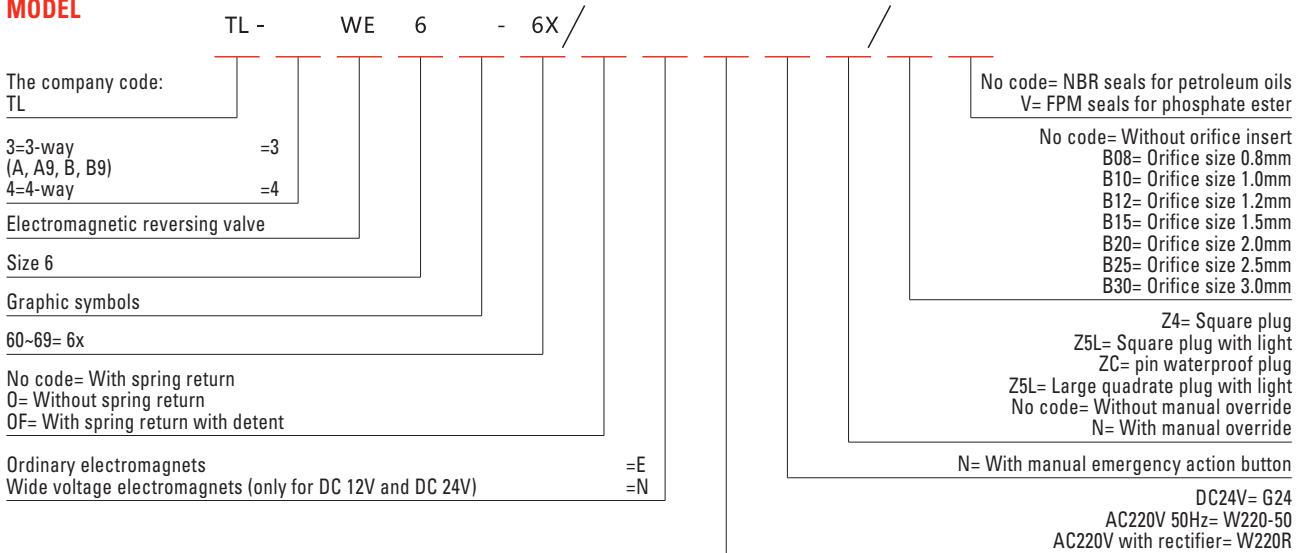 MODEL
TL - WE 6 - 6X / /
The company code:
TL
3=3-way =3
(A, A9, B, B9)
4=4-way =4
Electromagnetic reversing valve
Size 6
Graphic symbols
60~69= 6x
No code= With spring return
O= Without spring return
OF= With spring return with detent
Ordinary electromagnets =E
Wide voltage electromagnets (only for DC 12V and DC 24V) =N
No code= NBR seals for petroleum oils
V= FPM seals for phosphate ester
No code= Without orifice insert
B08= Orifice size 0.8mm
B10= Orifice size 1.0mm
B12= Orifice size 1.2mm
B15= Orifice size 1.5mm
B20= Orifice size 2.0mm
B25= Orifice size 2.5mm
B30= Orifice size 3.0mm
Z4= Square plug
Z5L= Square plug with light
ZC= pin waterproof plug
Z5L= Large quadrate plug with light
No code= Without manual override
N= With manual override
N= With manual emergency action button
DC24V= G24
AC220V 50Hz= W220-50
AC220V with rectifier= W220R